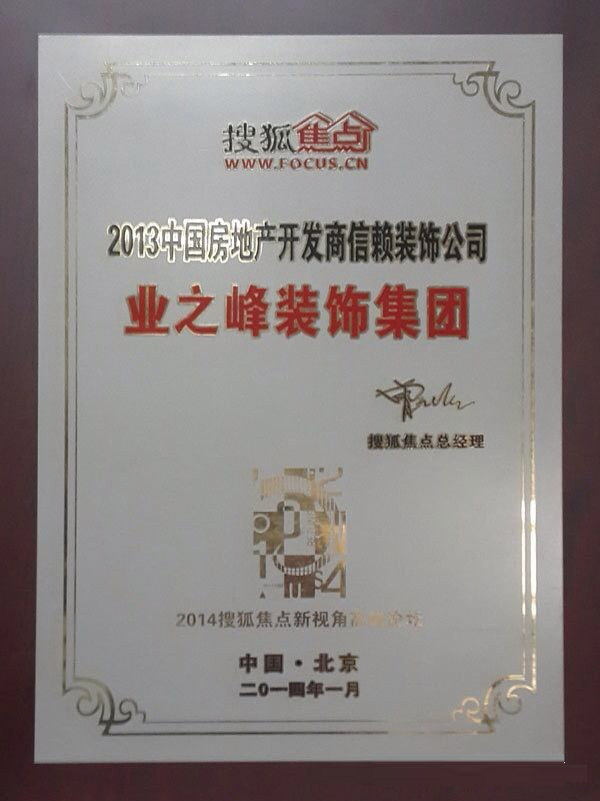 搜狐焦点
WWW.FOCUS.CN
2013中国房地产开发商信赖装饰公司
业之峰装饰集团
搜狐焦点总经理
2014搜狐焦点新视角高峰论坛
中国·北京
二〇一四年一月